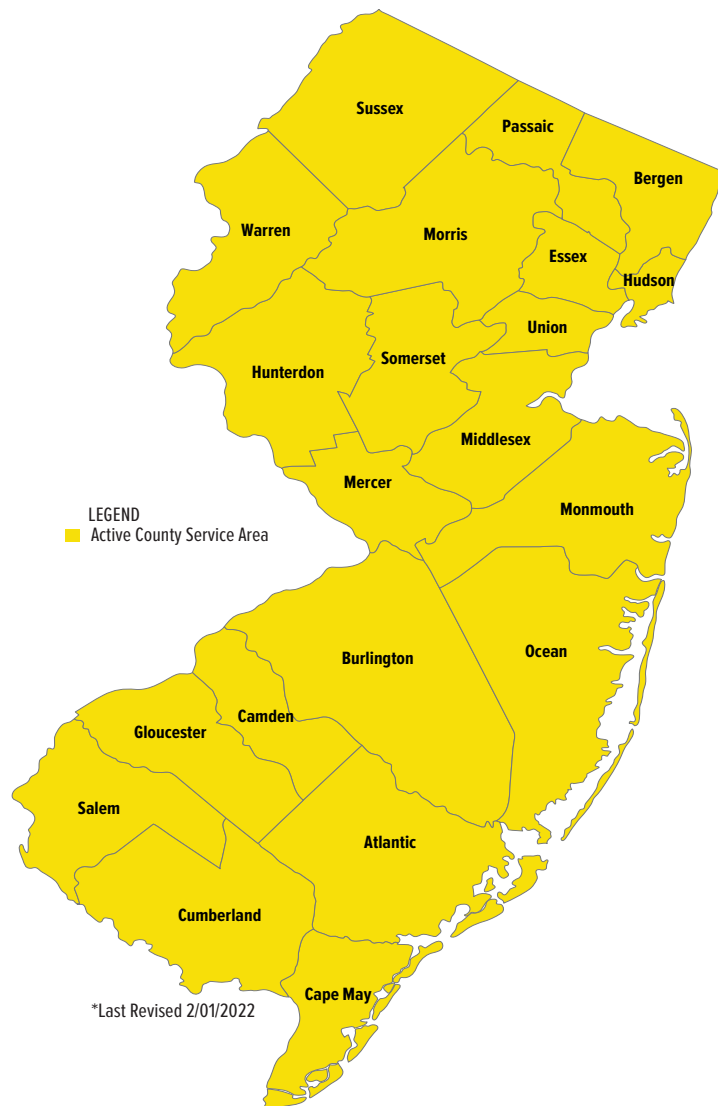 Sussex
Passaic
Bergen
Warren
Morris
Essex
Hudson
Union
Hunterdon
Somerset
Middlesex
Mercer
Monmouth
LEGEND
Active County Service Area
Burlington
Ocean
Camden
Gloucester
Salem
Atlantic
Cumberland
Cape May
*Last Revised 2/01/2022